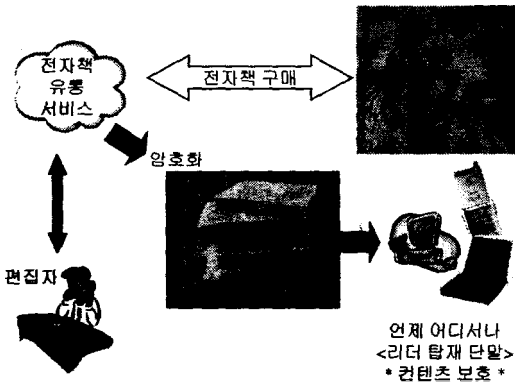 전자책
유통
서비스
전자책 구매
암호화
편집자
언제 어디서나
<리더 탑재 단말>
* 컨텐츠 보호 *